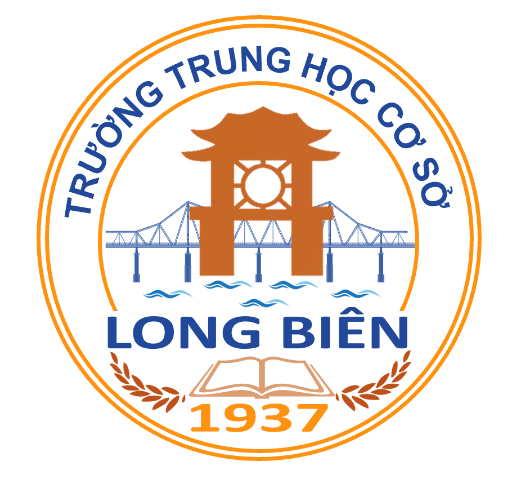 TRƯỜNG TRUNG HỌC CƠ SỞ
LONG BIÊN
1937